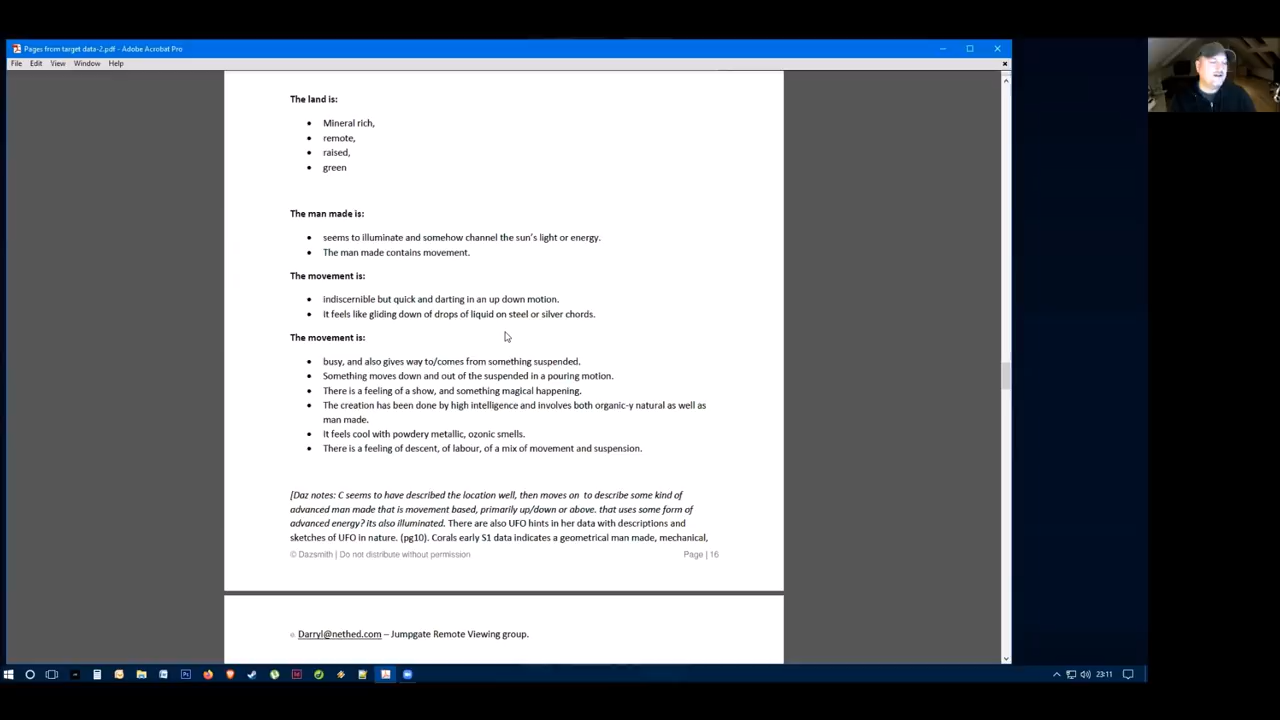 Pages from target data-2.pdf - Adobe Acrobat Pro
File Edit View Window Help
The land is:
• Mineral rich,
• remote,
• raised,
• green
The man made is:
• seems to illuminate and somehow channel the sun's light or energy.
• The man made contains movement.
The movement is:
• indiscernible but quick and darting in an up down motion.
• It feels like gliding down of drops of liquid on steel or silver chords.
The movement is:
• busy, and also gives way to/comes from something suspended.
• Something moves down and out of the suspended in a pouring motion.
• There is a feeling of a show, and something magical happening.
• The creation has been done by high intelligence and involves both organic-y natural as well as
man made.
• It feels cool with powdery metallic, ozonic smells.
• There is a feeling of descent, of labour, of a mix of movement and suspension.
[Daz notes: C seems to have described the location well, then moves on to describe some kind of
advanced man made that is movement based, primarily up/down or above. that uses some form of
advanced energy? its also illuminated. There are also UFO hints in her data with descriptions and
sketches of UFO in nature. (pg10). Corals early S1 data indicates a geometrical man made, mechanical,
© Dazsmith | Do not distribute without permission Page | 16
○ Darryl@nethed.com – Jumpgate Remote Viewing group.
23:11